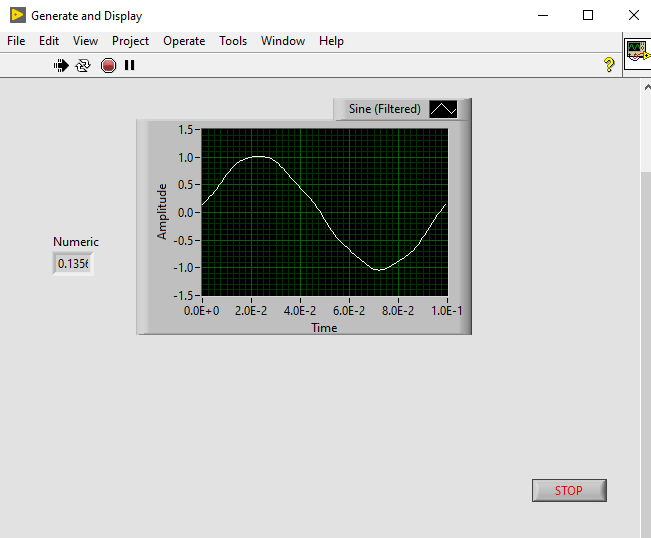 Generate and Display
File Edit View Project Operate Tools Window Help
?
Sine (Filtered)
1.5
1.0
0.5
0.0
-0.5
-1.0
-1.5
Amplitude
0.0E+0 2.0E-2 4.0E-2 6.0E-2 8.0E-2 1.0E-1
Time
Numeric
0.135
STOP